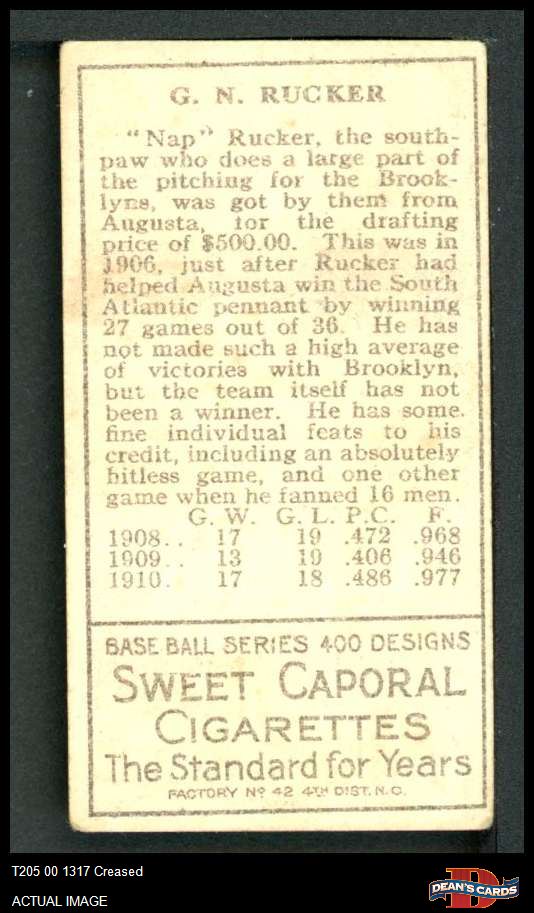 G. N. RUCKER
"Nap" Rucker, the south-
paw who does a large part of
the pitching for the Brook-
lyns, was got by them from
Augusta, for the drafting
price of $500.00. This was in
1906, just after Rucker had
helped Augusta win the South
Atlantic pennant by winning
27 games out of 36. He has
not made such a high average
of victories with Brooklyn,
but the team itself has not
been a winner. He has some
fine individual feats to his
credit, including an absolutely
hitless game, and one other
game when he fanned 16 men.
G. W. G. L. P.C. F.
1908.. 17 19 .472 .968
1909.. 13 19 .406 .946
1910. 17 18 .486 .977
BASE BALL SERIES 400 DESIGNS
SWEET CAPORAL
CIGARETTES
The Standard for Years
FACTORY Nº 42 4TH DIST. N.C.
T205 00 1317 Creased
ACTUAL IMAGE
D
DEAN'S CARDS